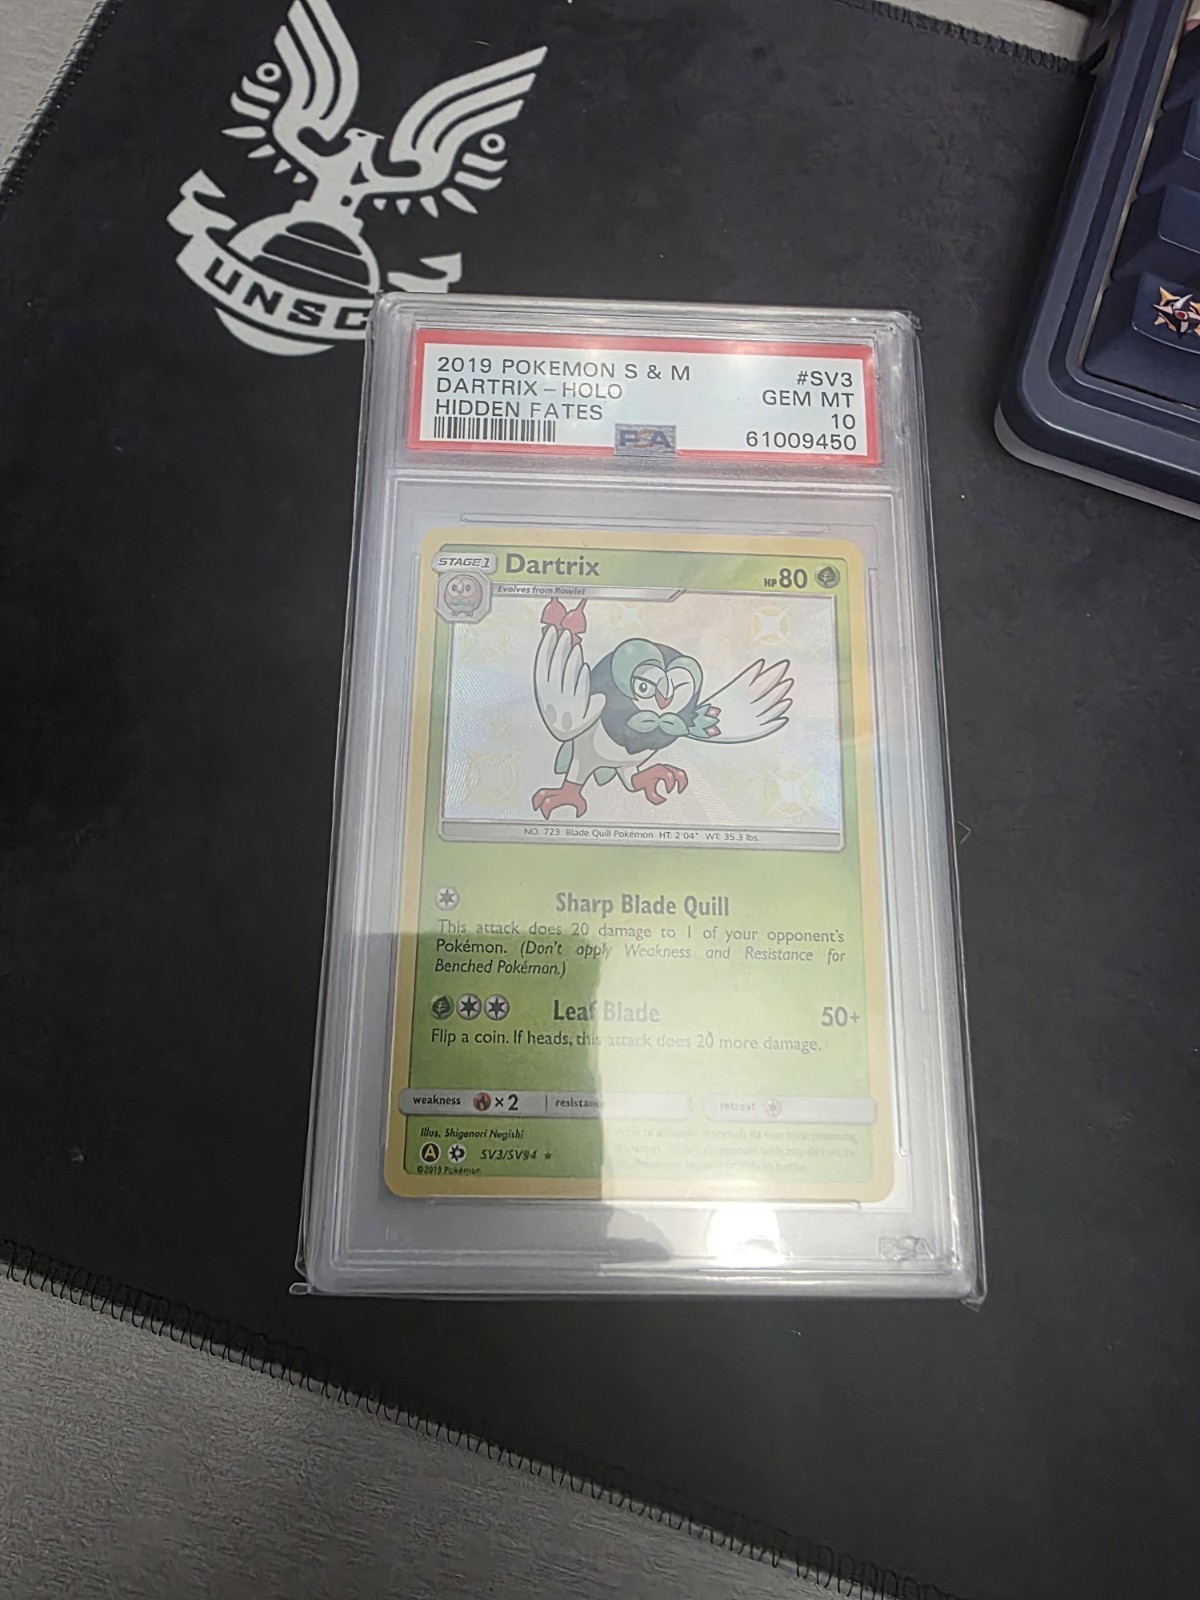 UNSC
2019 POKEMON S & M
#SV3
DARTRIX – HOLO
GEM MT
HIDDEN FATES
10
PSA
61009450
STAGE 1
Dartrix
HP 80
Evolves from Rowlet
NO. 723 Blade Quill Pokémon HT: 2'04" WT: 35.3 lbs.
Sharp Blade Quill
This attack does 20 damage to 1 of your opponent's
Pokémon. (Don't apply Weakness and Resistance for
Benched Pokémon.)
Leaf Blade
50+
Flip a coin. If heads, this attack does 20 more damage.
weakness ×2
resistance
retreat
Illus. Shigenori Negishi
A
SV3/SV94
©2019 Pokémon
PSA